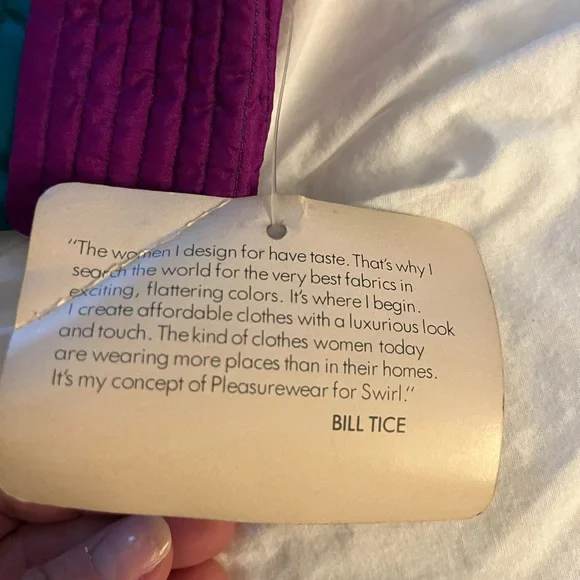 "The women I design for have taste. That's why I
search the world for the very best fabrics in
exciting, flattering colors. It's where I begin.
I create affordable clothes with a luxurious look
and touch. The kind of clothes women today
are wearing more places than in their homes.
It's my concept of Pleasurewear for Swirl."
BILL TICE